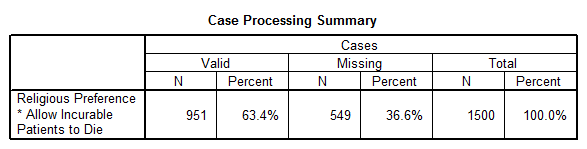 Case Processing Summary
Cases
Valid Missing Total
N Percent N Percent N Percent
Religious Preference
* Allow Incurable
Patients to Die
951 63.4% 549 36.6% 1500 100.0%